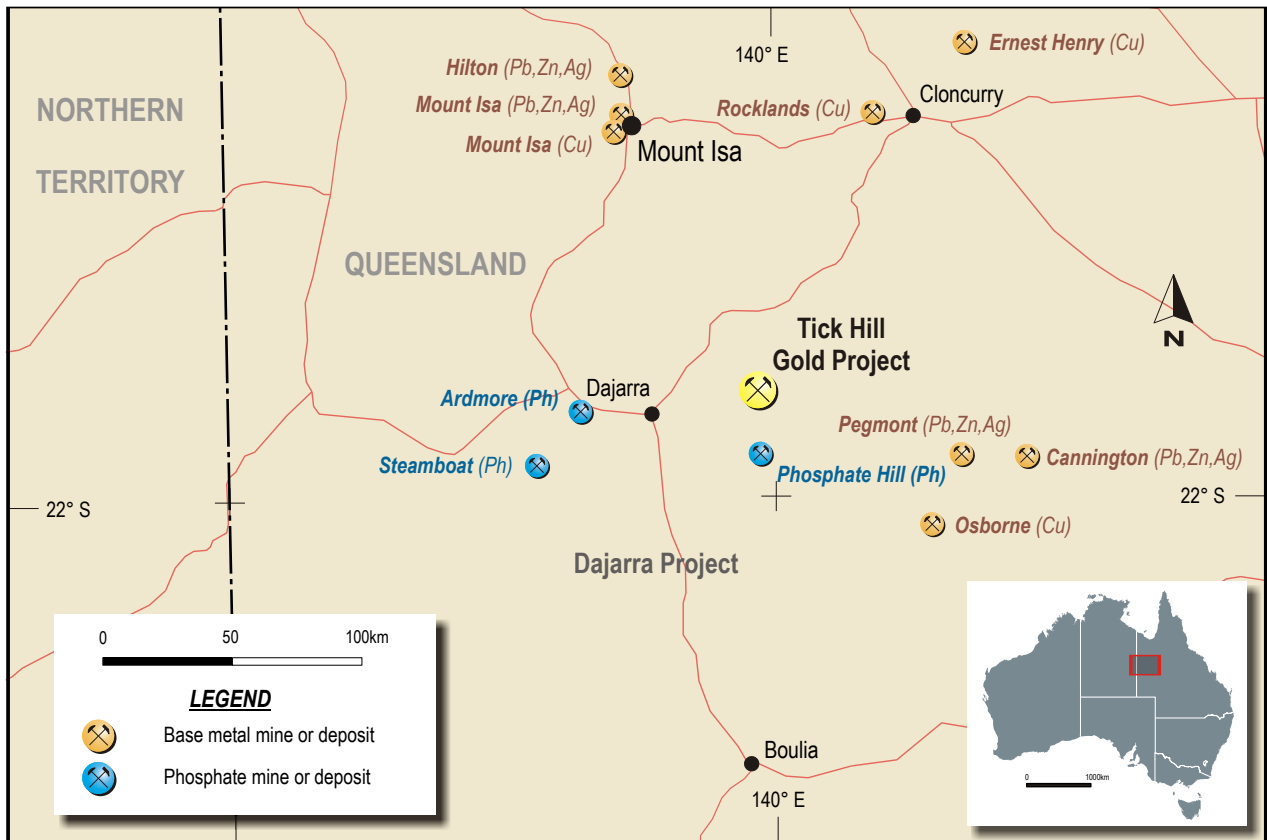 140° E
Ernest Henry (Cu)
Hilton (Pb,Zn,Ag)
Mount Isa (Pb,Zn,Ag)
Mount Isa (Cu)
Mount Isa
Rocklands (Cu)
Cloncurry
NORTHERN
TERRITORY
QUEENSLAND
N
Tick Hill
Gold Project
Ardmore (Ph)
Dajarra
Steamboat (Ph)
Pegmont (Pb,Zn,Ag)
Phosphate Hill (Ph)
Cannington (Pb,Zn,Ag)
22° S
22° S
Osborne (Cu)
Dajarra Project
0 50 100km
LEGEND
Base metal mine or deposit
Phosphate mine or deposit
Boulia
140° E
0 1000km